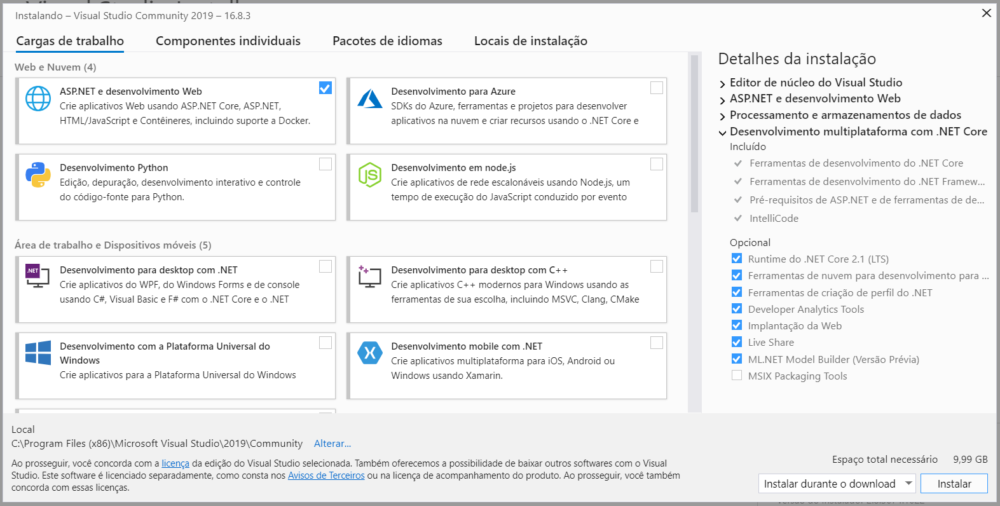 Instalando – Visual Studio Community 2019 – 16.8.3
Cargas de trabalho
Componentes individuais
Pacotes de idiomas
Locais de instalação
Web e Nuvem (4)
ASP.NET e desenvolvimento Web
Crie aplicativos Web usando ASP.NET Core, ASP.NET,
HTML/JavaScript e Contêineres, incluindo suporte a Docker.
Desenvolvimento para Azure
SDKs do Azure, ferramentas e projetos para desenvolver
aplicativos na nuvem e criar recursos usando o .NET Core e
Desenvolvimento Python
Edição, depuração, desenvolvimento interativo e controle
do código-fonte para Python.
JS
Desenvolvimento em node.js
Crie aplicativos de rede escalonáveis usando Node.js, um
tempo de execução do JavaScript conduzido por evento
Área de trabalho e Dispositivos móveis (5)
.NET
Desenvolvimento para desktop com .NET
Crie aplicativos do WPF, do Windows Forms e de console
usando C#, Visual Basic e F# com o .NET Core e o .NET
Desenvolvimento para desktop com C++
Crie aplicativos C++ modernos para Windows usando as
ferramentas de sua escolha, incluindo MSVC, Clang, CMake
Desenvolvimento com a Plataforma Universal do
Windows
Crie aplicativos para a Plataforma Universal do Windows
Desenvolvimento mobile com .NET
Crie aplicativos multiplataforma para iOS, Android ou
Windows usando Xamarin.
Detalhes da instalação
Editor de núcleo do Visual Studio
ASP.NET e desenvolvimento Web
Processamento e armazenamentos de dados
Desenvolvimento multiplataforma com .NET Core
Incluído
Ferramentas de desenvolvimento do .NET Core
Ferramentas de desenvolvimento do .NET Framew...
Pré-requisitos de ASP.NET e de ferramentas de de...
IntelliCode
Opcional
Runtime do .NET Core 2.1 (LTS)
Ferramentas de nuvem para desenvolvimento para ...
Ferramentas de criação de perfil do .NET
Developer Analytics Tools
Implantação da Web
Live Share
ML.NET Model Builder (Versão Prévia)
MSIX Packaging Tools
Local
C:\Program Files (x86)\Microsoft Visual Studio\2019\Community Alterar...
Ao prosseguir, você concorda com a licença da edição do Visual Studio selecionada. Também oferecemos a possibilidade de baixar outros softwares com o Visual
Studio. Este software é licenciado separadamente, como consta nos Avisos de Terceiros ou na licença de acompanhamento do produto. Ao prosseguir, você também
concorda com essas licenças.
Espaço total necessário 9,99 GB
Instalar durante o download
Instalar